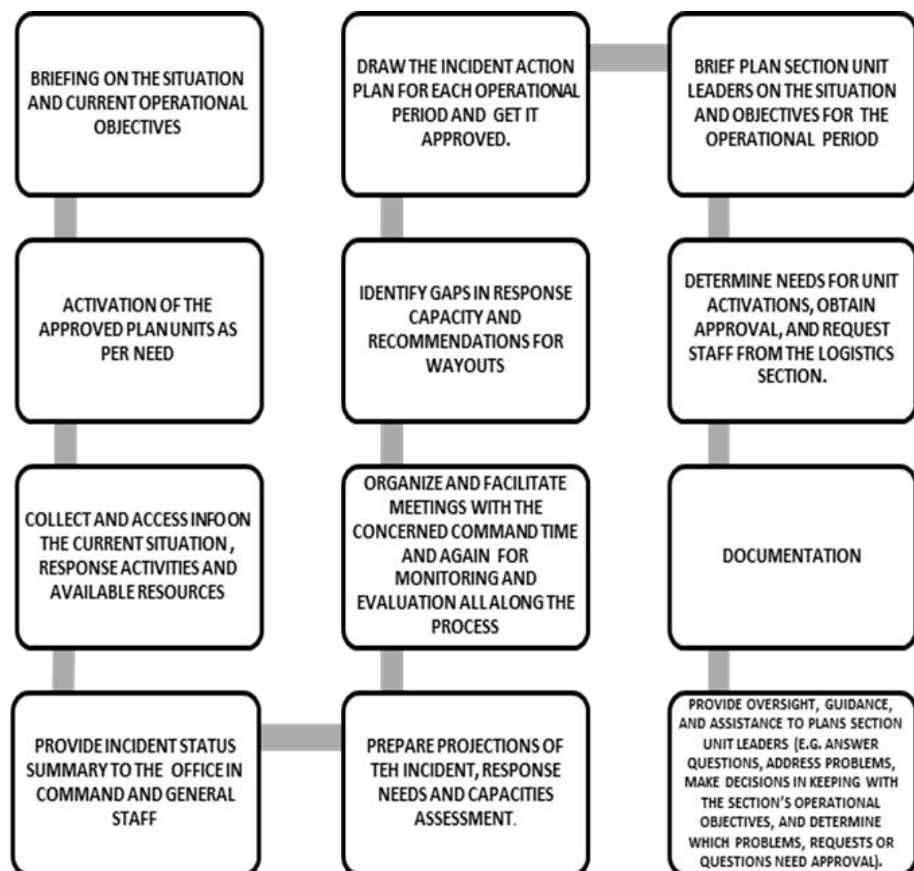 BRIEFING ON THE SITUATION
AND CURRENT OPERATIONAL
OBJECTIVES
ACTIVATION OF THE
APPROVED PLAN UNITS AS
PER NEED
COLLECT AND ACCESS INFO ON
THE CURRENT SITUATION ,
RESPONSE ACTIVITIES AND
AVAILABLE RESOURCES
PROVIDE INCIDENT STATUS
SUMMARY TO THE OFFICE IN
COMMAND AND GENERAL
STAFF
PREPARE PROJECTIONS OF
TEH INCIDENT, RESPONSE
NEEDS AND CAPACITIES
ASSESSMENT.
ORGANIZE AND FACILITATE
MEETINGS WITH THE
CONCERNED COMMAND TIME
AND AGAIN FOR
MONITORING AND
EVALUATION ALL ALONG THE
PROCESS
IDENTIFY GAPS IN RESPONSE
CAPACITY AND
RECOMMENDATIONS FOR
WAYOUTS
DRAW THE INCIDENT ACTION
PLAN FOR EACH OPERATIONAL
PERIOD AND GET IT
APPROVED.
BRIEF PLAN SECTION UNIT
LEADERS ON THE SITUATION
AND OBJECTIVES FOR THE
OPERATIONAL PERIOD
DETERMINE NEEDS FOR UNIT
ACTIVATIONS, OBTAIN
APPROVAL, AND REQUEST
STAFF FROM THE LOGISTICS
SECTION.
DOCUMENTATION
PROVIDE OVERSIGHT, GUIDANCE,
AND ASSISTANCE TO PLANS SECTION
UNIT LEADERS (E.G. ANSWER
QUESTIONS, ADDRESS PROBLEMS,
MAKE DECISIONS IN KEEPING WITH
THE SECTION'S OPERATIONAL
OBJECTIVES, AND DETERMINE
WHICH PROBLEMS, REQUESTS OR
QUESTIONS NEED APPROVAL).